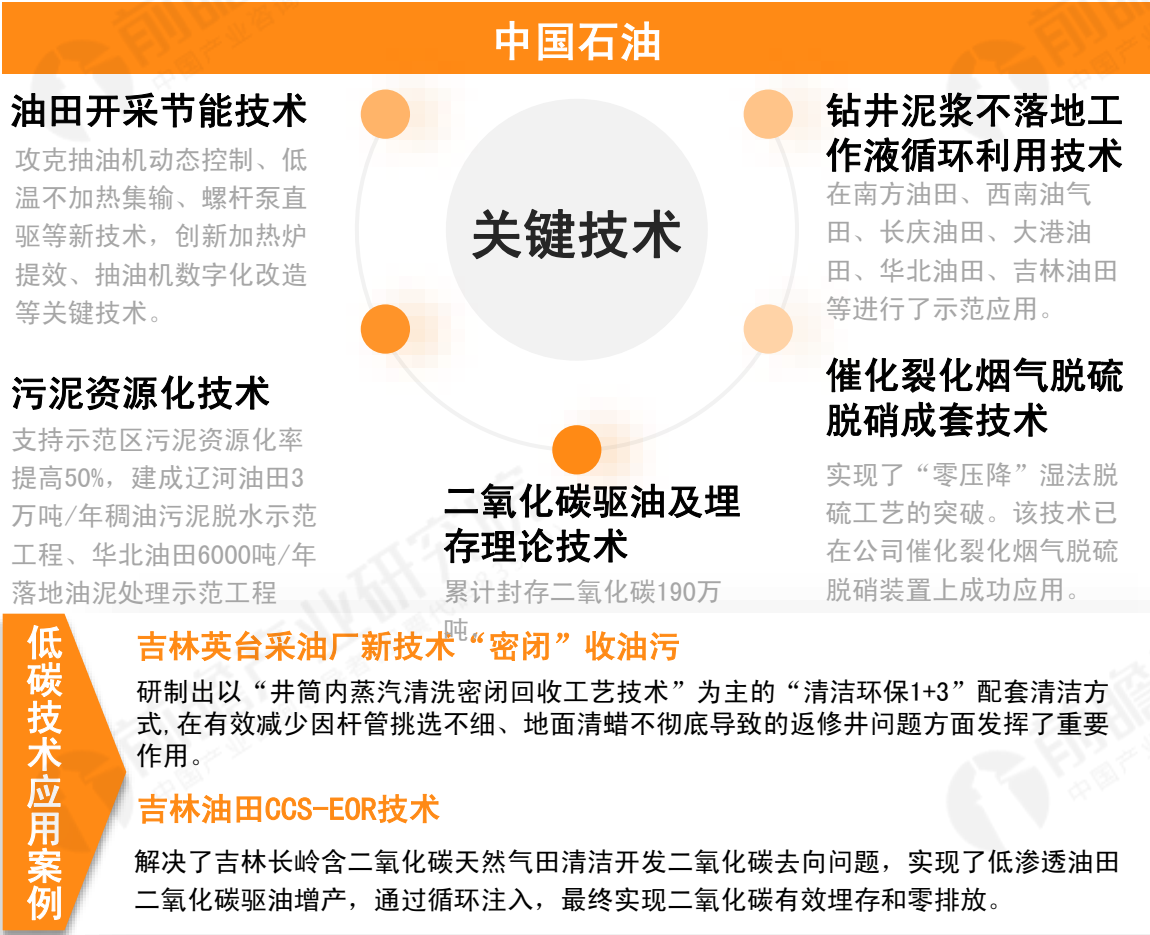 中国石油
油田开采节能技术
攻克抽油机动态控制、低
温不加热集输、螺杆泵直
驱等新技术，创新加热炉
提效、抽油机数字化改造
等关键技术。
污泥资源化技术
支持示范区污泥资源化率
提高50%，建成辽河油田3
万吨/年稠油污泥脱水示范
工程、华北油田6000吨/年
落地油泥处理示范工程
关键技术
二氧化碳驱油及埋
存理论技术
累计封存二氧化碳190万
吨。
钻井泥浆不落地工
作液循环利用技术
在南方油田、西南油气
田、长庆油田、大港油
田、华北油田、吉林油田
等进行了示范应用。
催化裂化烟气脱硫
脱硝成套技术
实现了“零压降”湿法脱
硫工艺的突破。该技术已
在公司催化裂化烟气脱硫
脱硝装置上成功应用。
低碳技术应用案例
吉林英台采油厂新技术“密闭”收油污
研制出以“井筒内蒸汽清洗密闭回收工艺技术”为主的“清洁环保1+3”配套清洁方
式,在有效减少因杆管挑选不细、地面清蜡不彻底导致的返修井问题方面发挥了重要
作用。
吉林油田CCS-EOR技术
解决了吉林长岭含二氧化碳天然气田清洁开发二氧化碳去向问题，实现了低渗透油田
二氧化碳驱油增产，通过循环注入，最终实现二氧化碳有效埋存和零排放。